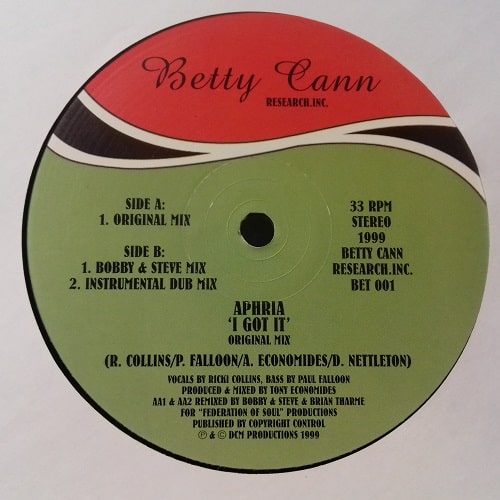 Betty Cann
RESEARCH.INC.
SIDE A:
1. ORIGINAL MIX
SIDE B:
1. BOBBY & STEVE MIX
2. INSTRUMENTAL DUB MIX
33 RPM
STEREO
1999
BETTY CANN
RESEARCH.INC.
BET 001
APHRIA
'I GOT IT'
ORIGINAL MIX
(R. COLLINS/P. FALLOON/A. ECONOMIDES/D. NETTLETON)
VOCALS BY RICKI COLLINS, BASS BY PAUL FALLOON
PRODUCED & MIXED BY TONY ECONOMIDES
AA1 & AA2 REMIXED BY BOBBY & STEVE & BRIAN THARME
FOR "FEDERATION OF SOUL" PRODUCTIONS
PUBLISHED BY COPYRIGHT CONTROL
℗ & © DCM PRODUCTIONS 1999